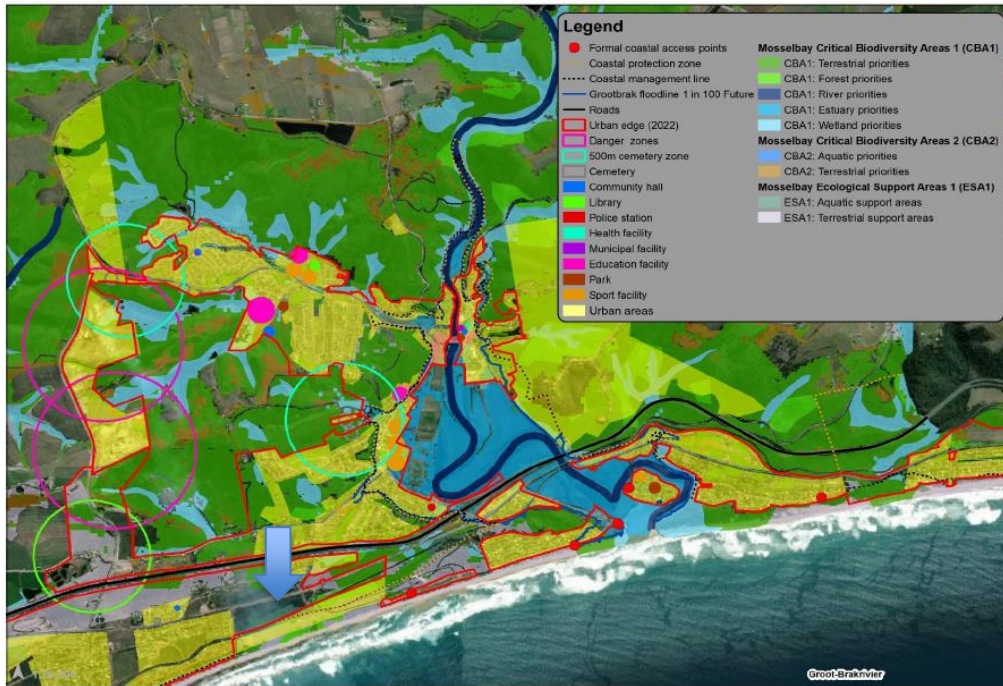 Legend
Formal coastal access points
Coastal protection zone
Coastal management line
Grootbrak floodline 1 in 100 Future
Roads
Urban edge (2022)
Danger zones
500m cemetery zone
Cemetery
Community hall
Library
Police station
Health facility
Municipal facility
Education facility
Park
Sport facility
Urban areas
Mosselbay Critical Biodiversity Areas 1 (CBA1)
CBA1: Terrestrial priorities
CBA1: Forest priorities
CBA1: River priorities
CBA1: Estuary priorities
CBA1: Wetland priorities
Mosselbay Critical Biodiversity Areas 2 (CBA2)
CBA2: Aquatic priorities
CBA2: Terrestrial priorities
Mosselbay Ecological Support Areas 1 (ESA1)
ESA1: Aquatic support areas
ESA1: Terrestrial support areas
Groot-Brakrivier